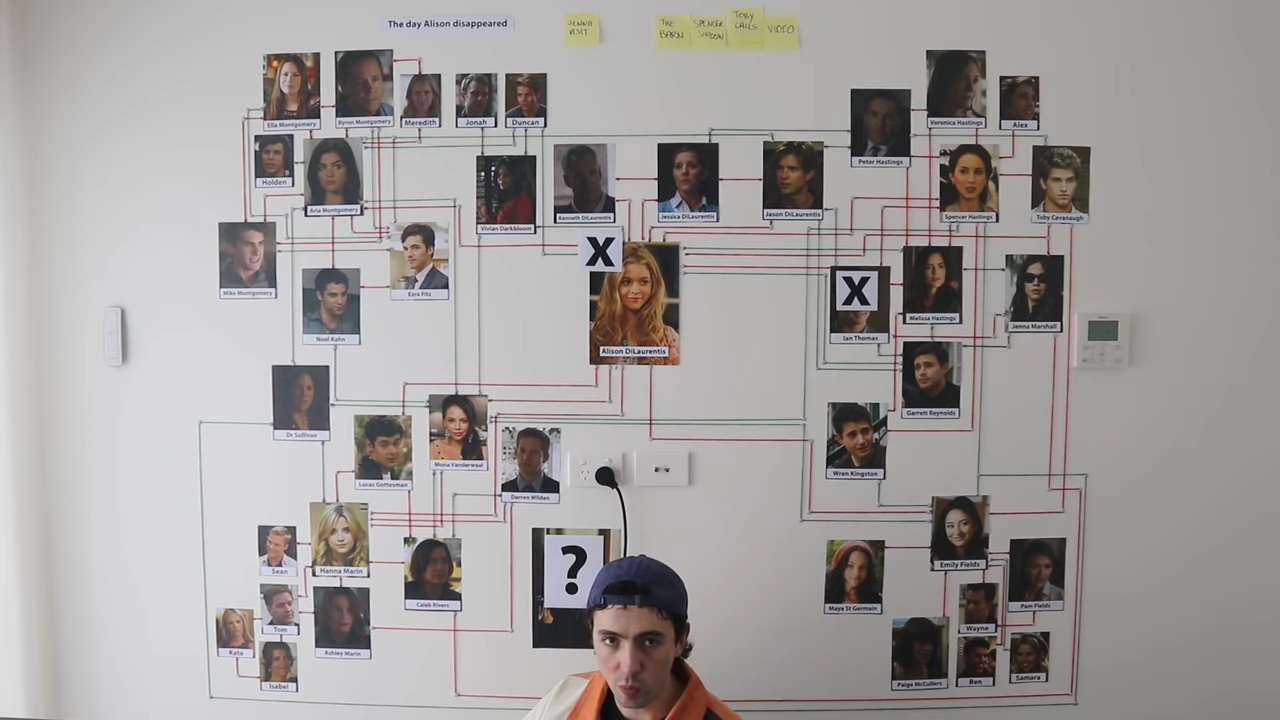 The day Alison disappeared
JENNA VISIT
THE BARN
SPENCER
TOBY CALLS
VIDEO
Ella Montgomery
Byron Montgomery
Meredith
Jonah
Duncan
Veronica Hastings
Alex
Peter Hastings
Holden
Aria Montgomery
Vivian Darkbloom
Kenneth DiLaurentis
Jessica DiLaurentis
Jason DiLaurentis
Spencer Hastings
Toby Cavanaugh
X
Mike Montgomery
Ezra Fitz
X
Noel Kahn
Alison DiLaurentis
Ian Thomas
Melissa Hastings
Jenna Marshall
Garrett Reynolds
Dr Sullivan
Lucas Gottesman
Mona Vanderwaal
Darren Wilden
Wren Kingston
?
Sean
Hanna Marin
Caleb Rivers
Emily Fields
Maya St Germain
Pam Fields
Tom
Wayne
Kate
Ashley Marin
Isabel
Paige McCullers
Ben
Samara